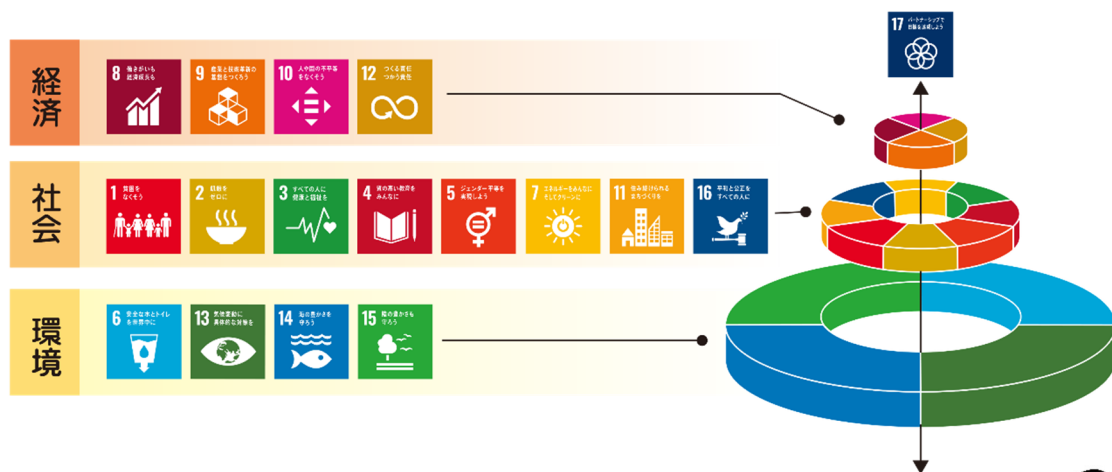 17 パートナーシップで
目標を達成しよう
経済
8 働きがいも
経済成長も
9 産業と技術革新の
基盤をつくろう
10 人や国の不平等
をなくそう
12 つくる責任
つかう責任
社会
1 貧困を
なくそう
2 飢餓を
ゼロに
3 すべての人に
健康と福祉を
4 質の高い教育を
みんなに
5 ジェンダー平等を
実現しよう
7 エネルギーをみんなに
そしてクリーンに
11 住み続けられる
まちづくりを
16 平和と公正を
すべての人に
環境
6 安全な水とトイレ
を世界中に
13 気候変動に
具体的な対策を
14 海の豊かさを
守ろう
15 陸の豊かさも
守ろう